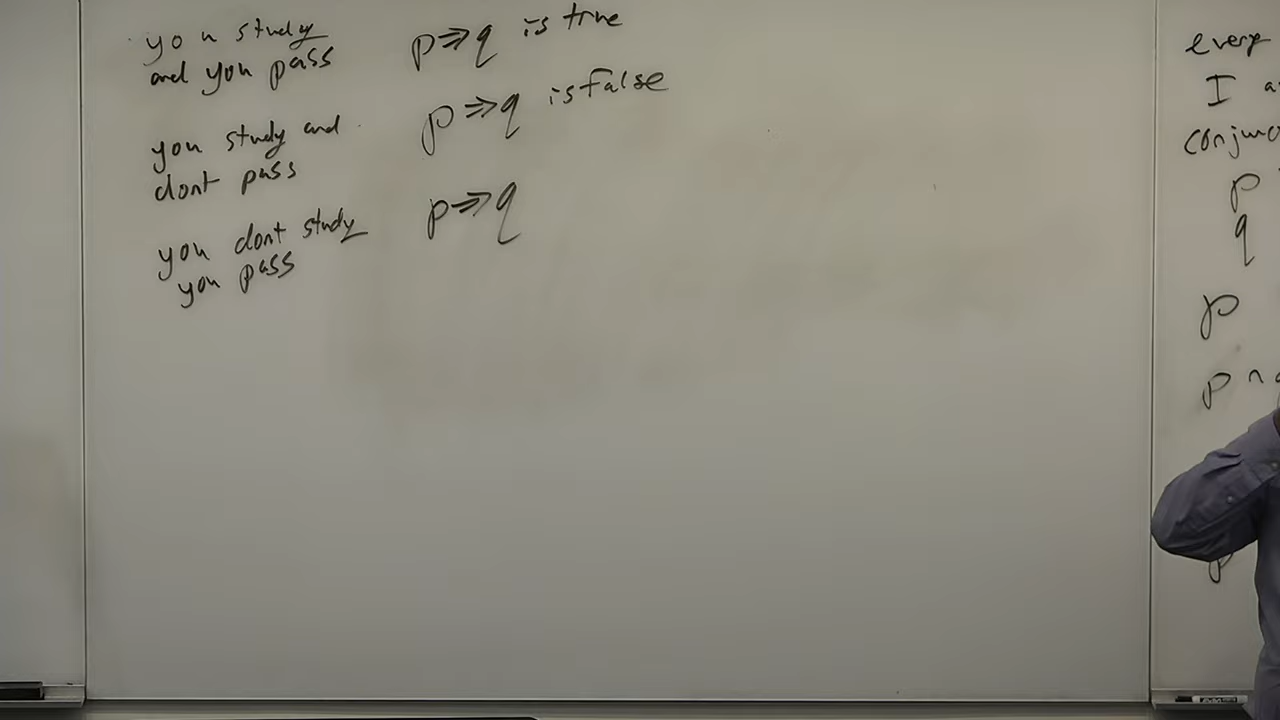 you study
and you pass
p⇒q is true
you study and
dont pass
p⇒q is false
you dont study
you pass
p⇒q
every
I
p
q
p
p
p